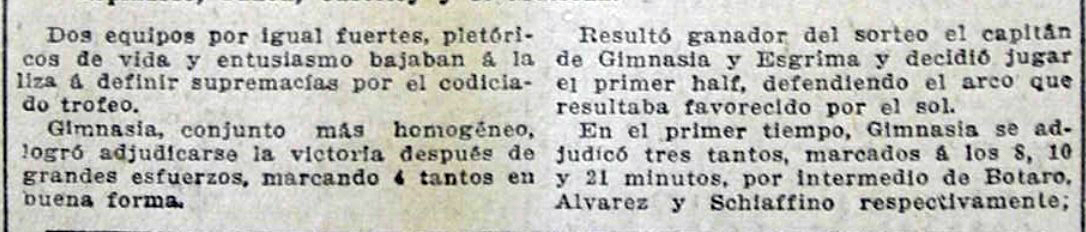 Dos equipos por igual fuertes, pletóri-
cos de vida y entusiasmo bajaban á la
liza á definir supremacías por el codicia-
do trofeo.
Gimnasia, conjunto más homogéneo,
logró adjudicarse la victoria después de
grandes esfuerzos, marcando 4 tantos en
buena forma.
Resultó ganador del sorteo el capitán
de Gimnasia y Esgrima y decidió jugar
el primer half, defendiendo el arco que
resultaba favorecido por el sol.
En el primer tiempo, Gimnasia se ad-
judicó tres tantos, marcados á los 8, 10
y 21 minutos, por intermedio de Botaro,
Alvarez y Schiaffino respectivamente;